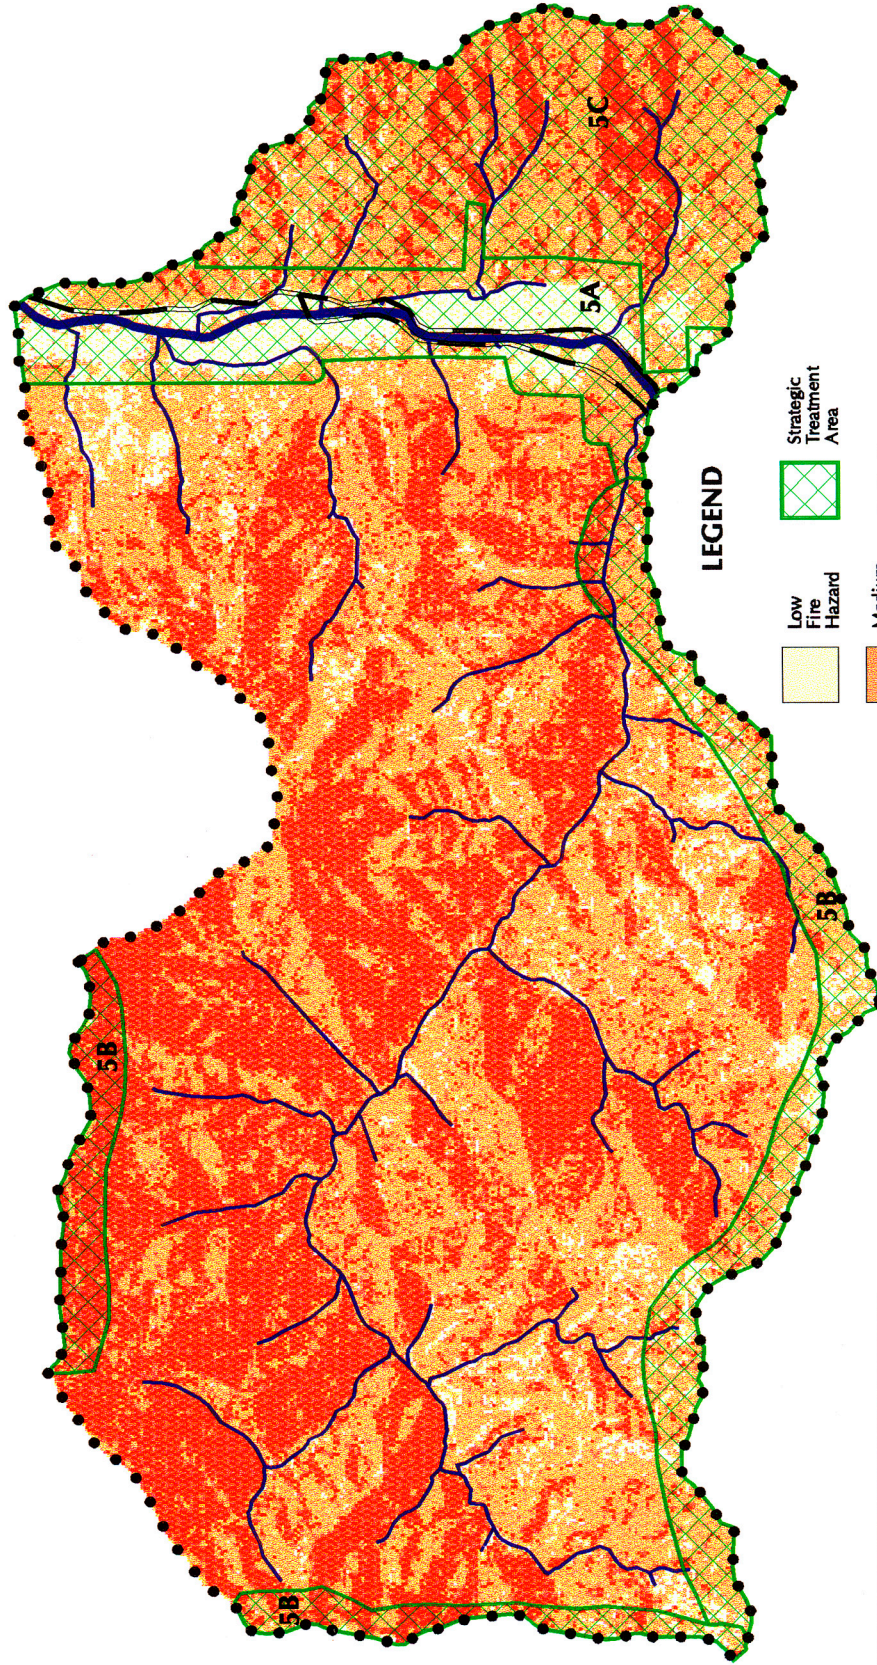 5C
5A
5B
5B
5B
LEGEND
Low
Fire
Hazard
Strategic
Treatment
Area